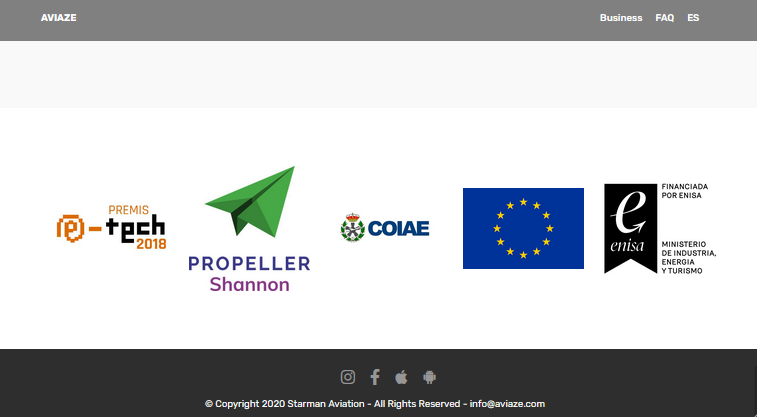 AVIAZE
Business FAQ ES
PREMIS
@-tech
2018
PROPELLER
Shannon
COIAE
e
enisa
FINANCIADA
POR ENISA
MINISTERIO
DE INDUSTRIA,
ENERGIA
Y TURISMO
© Copyright 2020 Starman Aviation - All Rights Reserved - info@aviaze.com